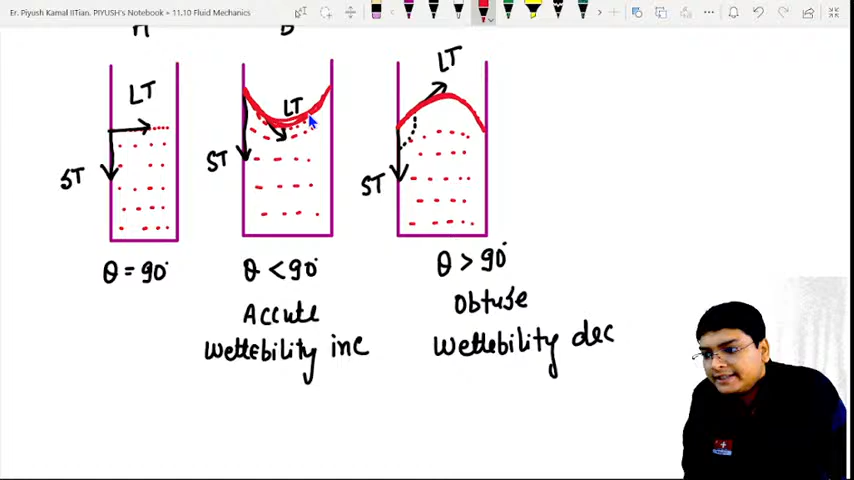 Er. Piyush Kamal IITian. PIYUSH's Notebook » 11.10 Fluid Mechanics
B
LT
LT
LT
ST
ST
ST
θ = 90°
θ < 90°
θ > 90°
Accute
Obtuse
Wettebility inc
Wettebility dec